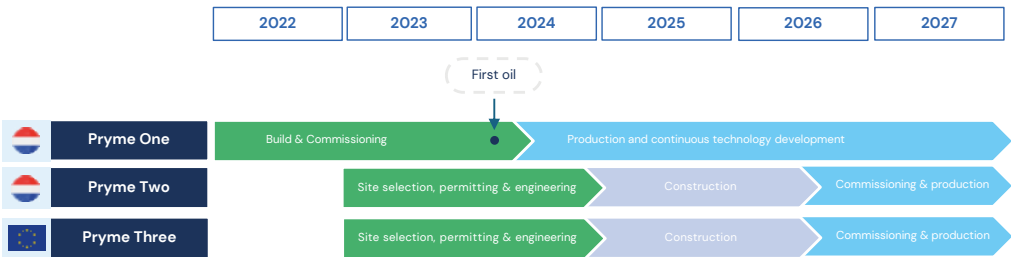 2022 2023 2024 2025 2026 2027
First oil
Pryme One Build & Commissioning Production and continuous technology development
Pryme Two Site selection, permitting & engineering Construction Commissioning & production
Pryme Three Site selection, permitting & engineering Construction Commissioning & production